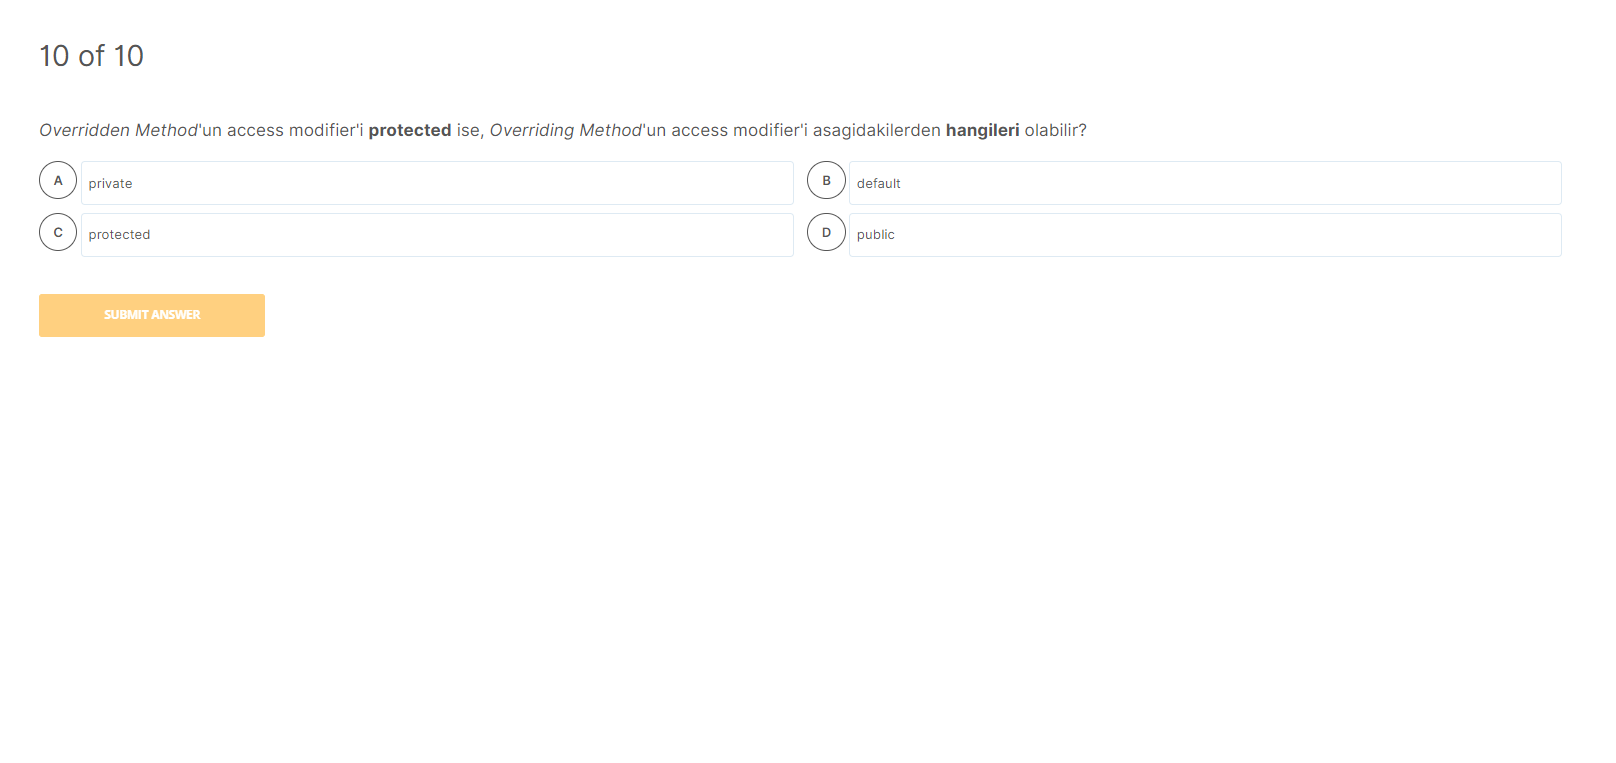 10 of 10
Overridden Method'un access modifier'i protected ise, Overriding Method'un access modifier'i asagidakilerden hangileri olabilir?
A private
B default
C protected
D public
SUBMIT ANSWER